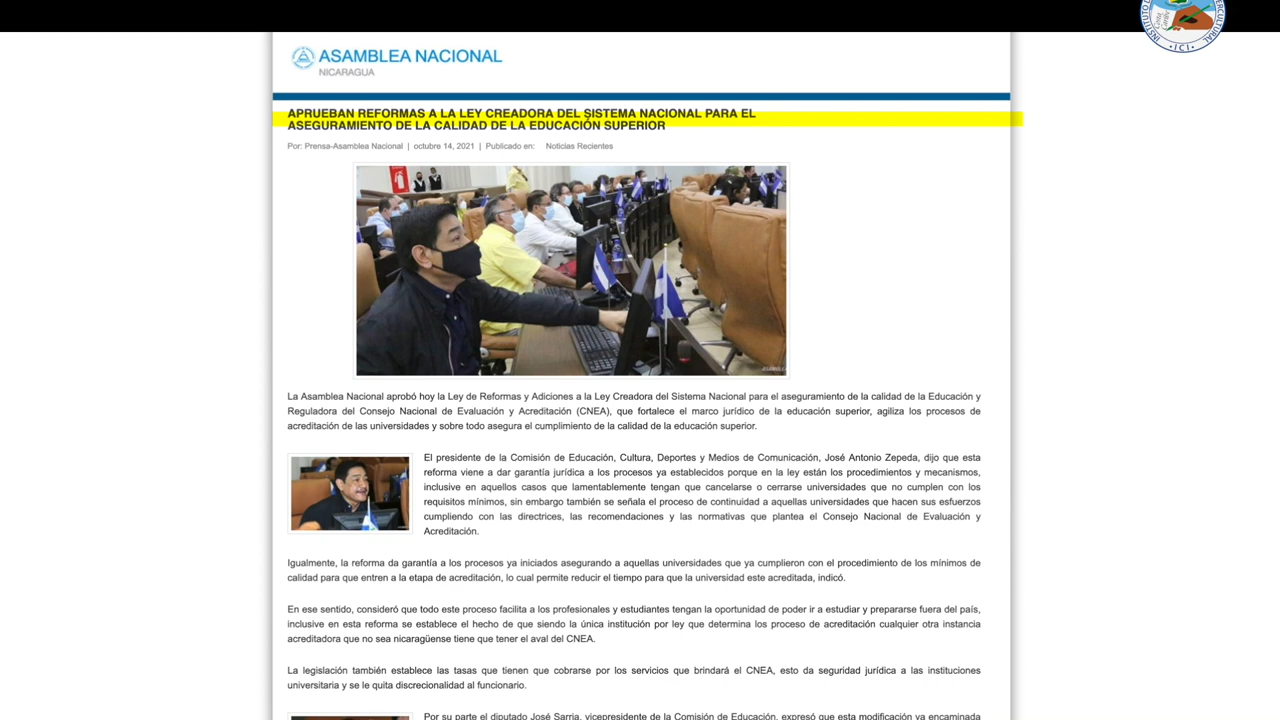 INSTITUTO
ERCULTURAL
• I C I •
ASAMBLEA NACIONAL
NICARAGUA
APRUEBAN REFORMAS A LA LEY CREADORA DEL SISTEMA NACIONAL PARA EL
ASEGURAMIENTO DE LA CALIDAD DE LA EDUCACIÓN SUPERIOR
Por: Prensa-Asamblea Nacional | octubre 14, 2021 | Publicado en: Noticias Recientes
La Asamblea Nacional aprobó hoy la Ley de Reformas y Adiciones a la Ley Creadora del Sistema Nacional para el aseguramiento de la calidad de la Educación y
Reguladora del Consejo Nacional de Evaluación y Acreditación (CNEA), que fortalece el marco jurídico de la educación superior, agiliza los procesos de
acreditación de las universidades y sobre todo asegura el cumplimiento de la calidad de la educación superior.
El presidente de la Comisión de Educación, Cultura, Deportes y Medios de Comunicación, José Antonio Zepeda, dijo que esta
reforma viene a dar garantía jurídica a los procesos ya establecidos porque en la ley están los procedimientos y mecanismos,
inclusive en aquellos casos que lamentablemente tengan que cancelarse o cerrarse universidades que no cumplen con los
requisitos mínimos, sin embargo también se señala el proceso de continuidad a aquellas universidades que hacen sus esfuerzos
cumpliendo con las directrices, las recomendaciones y las normativas que plantea el Consejo Nacional de Evaluación y
Acreditación.
Igualmente, la reforma da garantía a los procesos ya iniciados asegurando a aquellas universidades que ya cumplieron con el procedimiento de los mínimos de
calidad para que entren a la etapa de acreditación, lo cual permite reducir el tiempo para que la universidad este acreditada, indicó.
En ese sentido, consideró que todo este proceso facilita a los profesionales y estudiantes tengan la oportunidad de poder ir a estudiar y prepararse fuera del país,
inclusive en esta reforma se establece el hecho de que siendo la única institución por ley que determina los proceso de acreditación cualquier otra instancia
acreditadora que no sea nicaragüense tiene que tener el aval del CNEA.
La legislación también establece las tasas que tienen que cobrarse por los servicios que brindará el CNEA, esto da seguridad jurídica a las instituciones
universitaria y se le quita discrecionalidad al funcionario.
Por su parte el diputado José Sarria, vicepresidente de la Comisión de Educación, expresó que esta modificación va encaminada